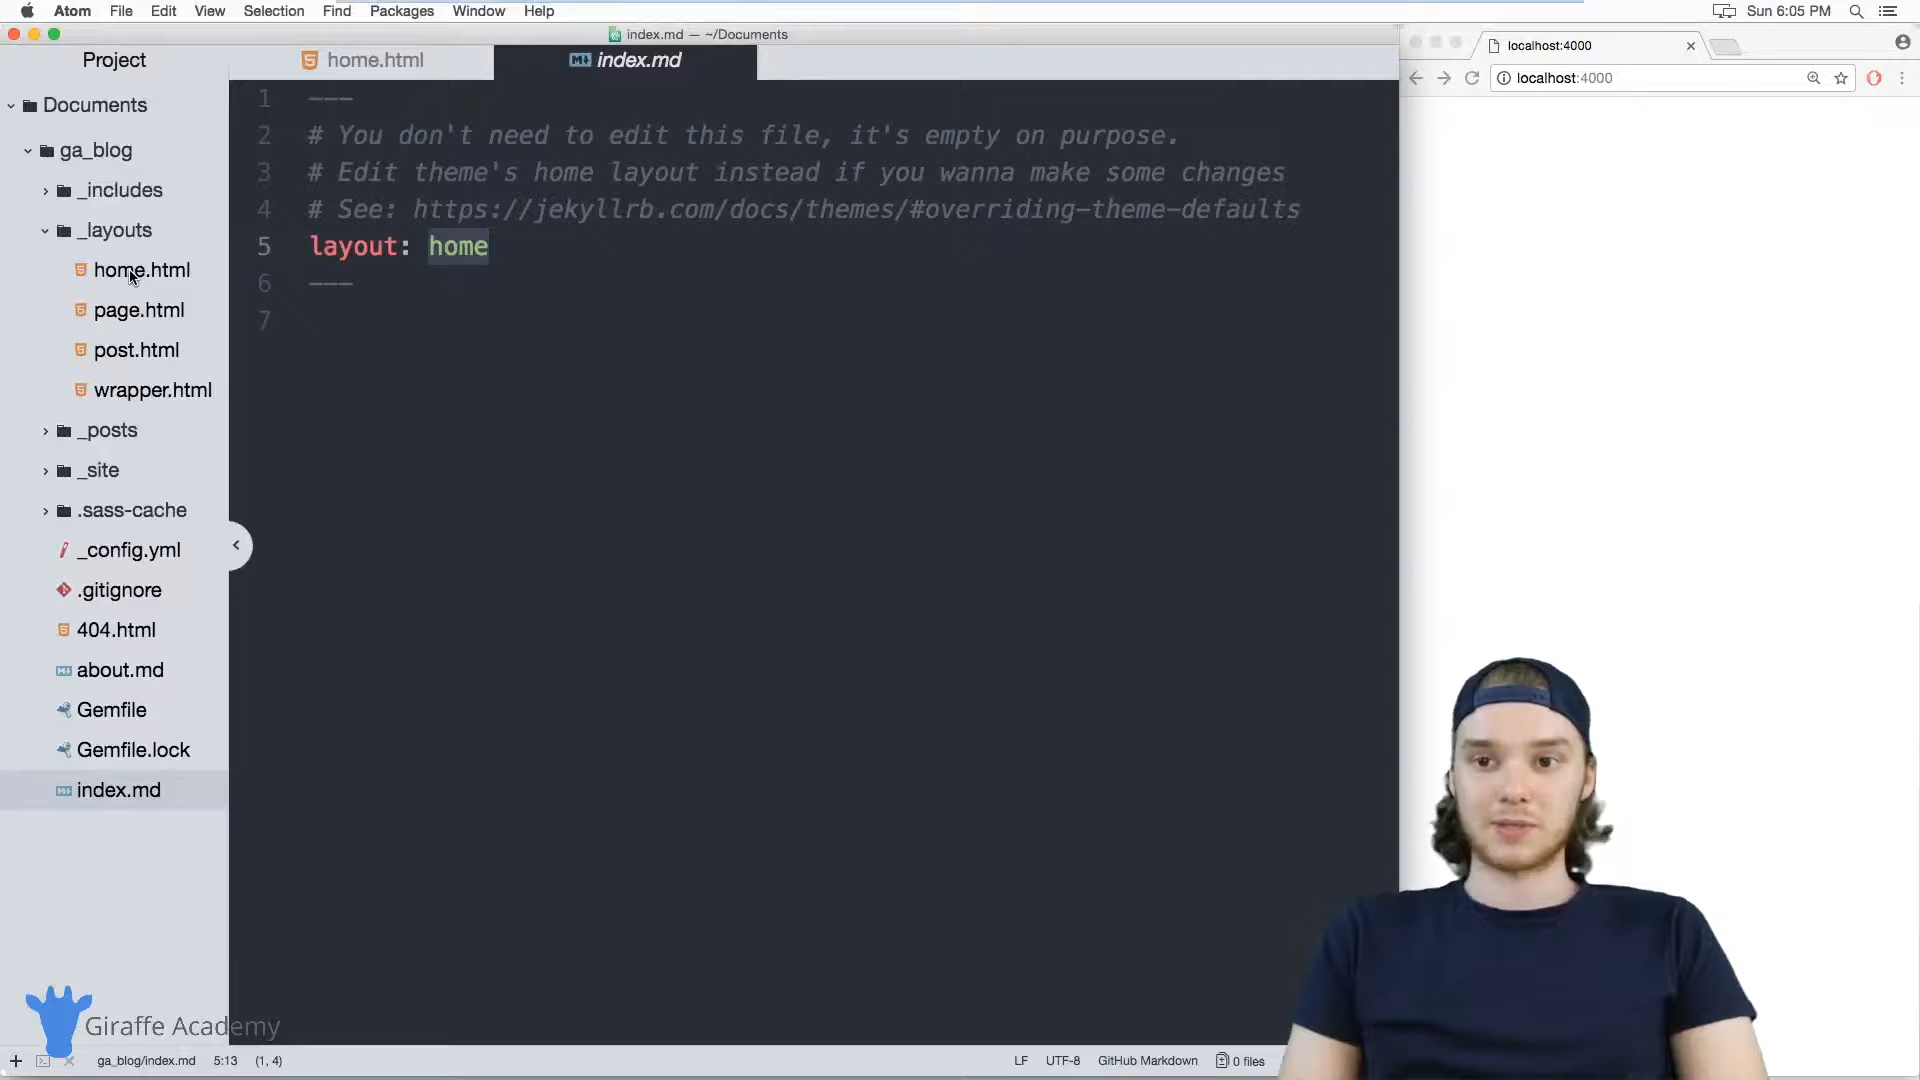 Atom File Edit View Selection Find Packages Window Help Sun 6:05 PM
index.md — ~/Documents
Project
home.html
index.md
localhost:4000
localhost:4000
Documents
ga_blog
_includes
_layouts
home.html
page.html
post.html
wrapper.html
_posts
_site
.sass-cache
_config.yml
.gitignore
404.html
about.md
Gemfile
Gemfile.lock
index.md
1 ---
2 # You don't need to edit this file, it's empty on purpose.
3 # Edit theme's home layout instead if you wanna make some changes
4 # See: https://jekyllrb.com/docs/themes/#overriding-theme-defaults
5 layout: home
6 ---
7
Giraffe Academy
ga_blog/index.md 5:13 (1, 4) LF UTF-8 GitHub Markdown 0 files